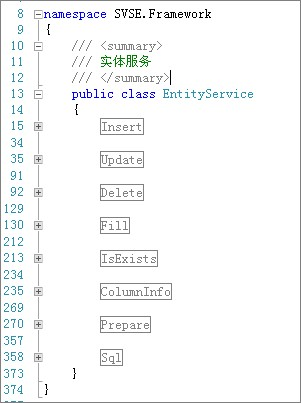 8 namespace SVSE.Framework
9 {
10 /// <summary>
11 /// 实体服务
12 /// </summary>
13 public class EntityService
14 {
15 Insert
34
35 Update
91
92 Delete
129
130 Fill
212
213 IsExists
234
235 ColumnInfo
269
270 Prepare
357
358 Sql
373 }
374 }